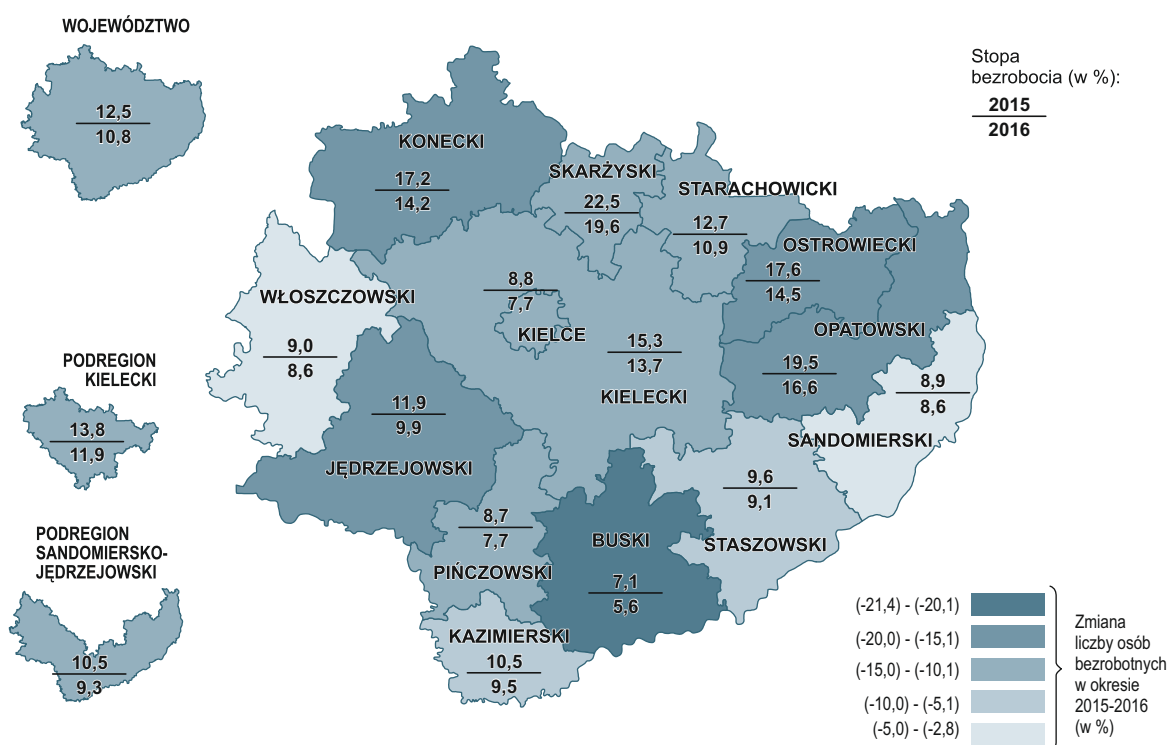 WOJEWÓDZTWO
12,5
10,8
Stopa
bezrobocia (w %):
2015
2016
KONECKI
17,2
14,2
SKARŻYSKI
22,5
19,6
STARACHOWICKI
12,7
10,9
OSTROWIECKI
17,6
14,5
WŁOSZCZOWSKI
9,0
8,6
8,8
7,7
KIELCE
15,3
13,7
KIELECKI
OPATOWSKI
19,5
16,6
8,9
8,6
SANDOMIERSKI
PODREGION
KIELECKI
13,8
11,9
11,9
9,9
JĘDRZEJOWSKI
9,6
9,1
STASZOWSKI
8,7
7,7
PIŃCZOWSKI
BUSKI
7,1
5,6
KAZIMIERSKI
10,5
9,5
PODREGION
SANDOMIERSKO-
JĘDRZEJOWSKI
10,5
9,3
(-21,4) - (-20,1)
(-20,0) - (-15,1)
(-15,0) - (-10,1)
(-10,0) - (-5,1)
(-5,0) - (-2,8)
Zmiana
liczby osób
bezrobotnych
w okresie
2015-2016
(w %)